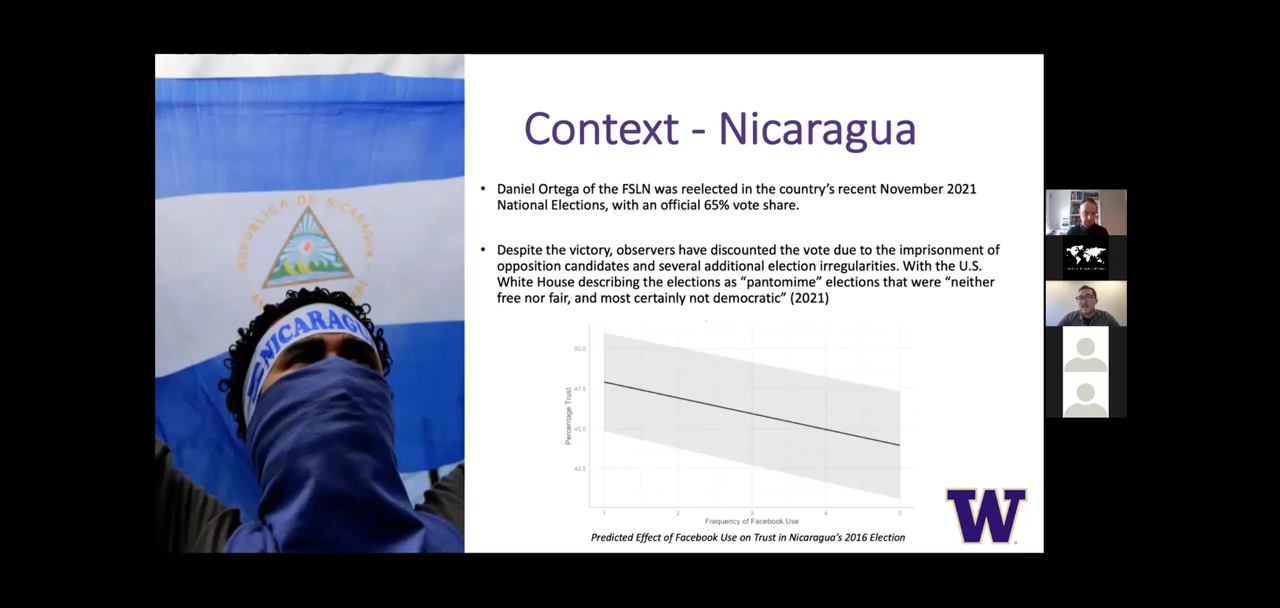 Context - Nicaragua
• Daniel Ortega of the FSLN was reelected in the country's recent November 2021
National Elections, with an official 65% vote share.
• Despite the victory, observers have discounted the vote due to the imprisonment of
opposition candidates and several additional election irregularities. With the U.S.
White House describing the elections as “pantomime” elections that were “neither
free nor fair, and most certainly not democratic” (2021)
REPUBLICA DE NICARAGUA
NICARAGU
Percentage Trust
50.0
47.5
45.0
42.5
1 2 3 4 5
Frequency of Facebook Use
Predicted Effect of Facebook Use on Trust in Nicaragua's 2016 Election
W